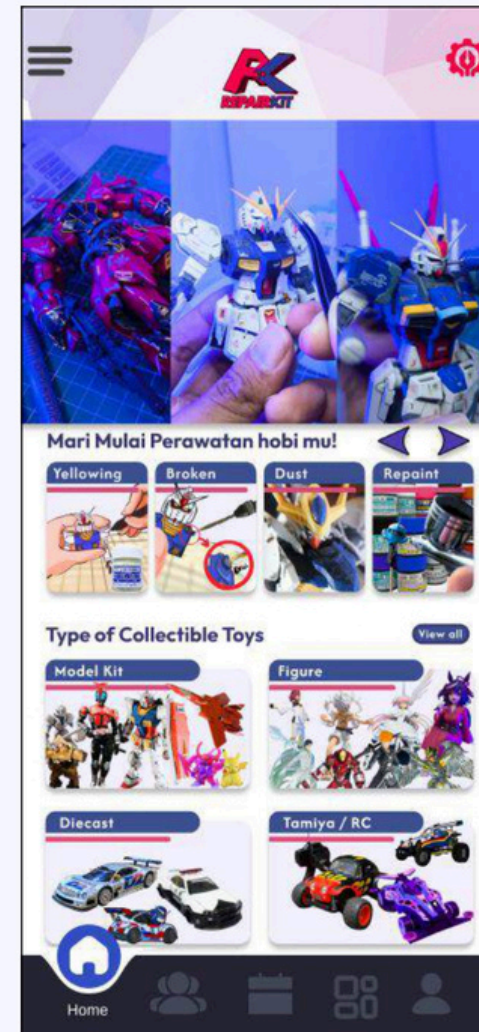 RK
REPAIRKIT
Mari Mulai Perawatan hobi mu!
Yellowing
Broken
Dust
Repaint
Type of Collectible Toys
View all
Model Kit
Figure
Diecast
Tamiya / RC
Home